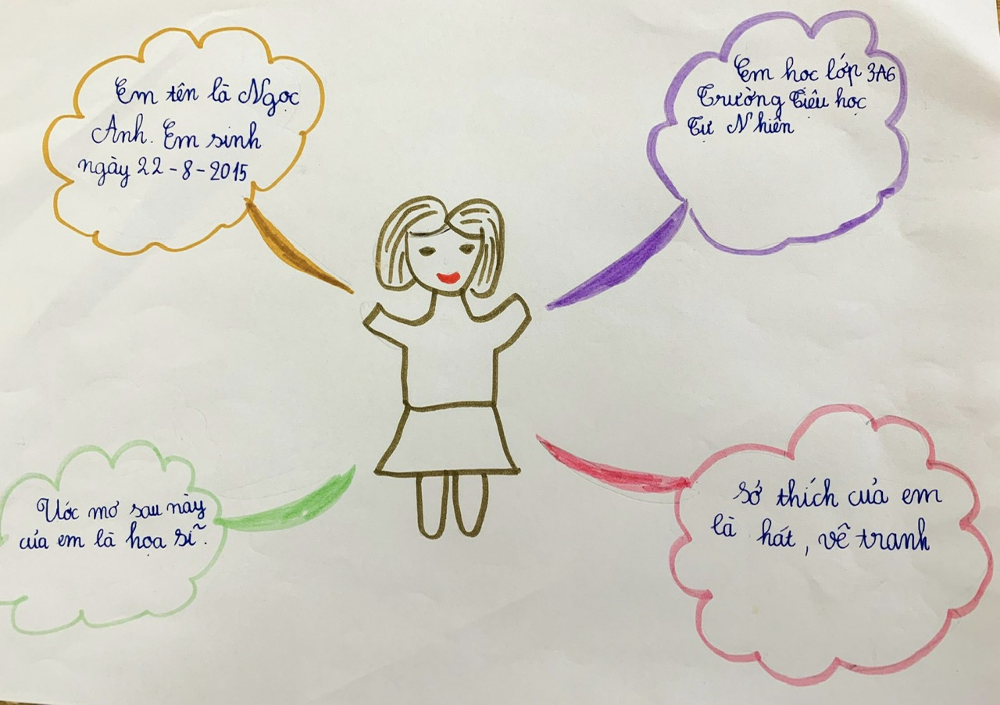 Em tên là Ngọc
Anh. Em sinh
ngày 22-8-2015
Em học lớp 3A6
Trường Tiểu học
Tự Nhiên
Ước mơ sau này
của em là họa sĩ.
Sở thích của em
là hát, vẽ tranh